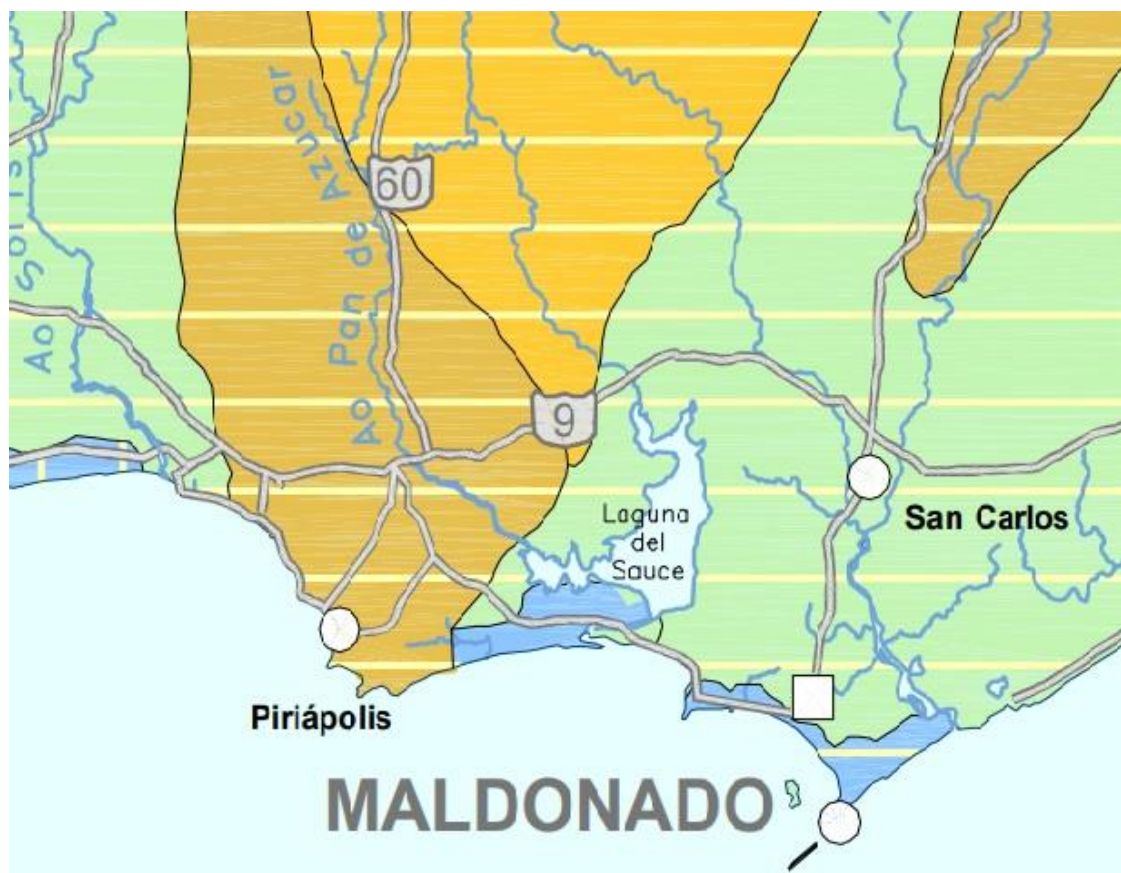 60
Ao Pan de Azucar
Ao Solis
9
Laguna
del
Sauce
San Carlos
Piriápolis
MALDONADO